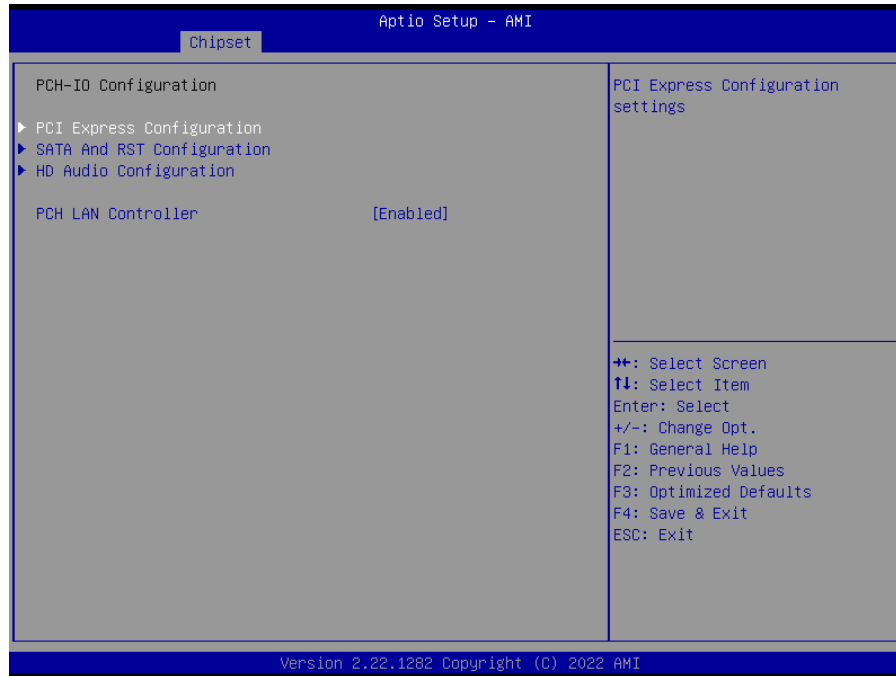 Aptio Setup - AMI
Chipset
PCH-IO Configuration
PCI Express Configuration
SATA And RST Configuration
HD Audio Configuration
PCH LAN Controller [Enabled]
PCI Express Configuration
settings
→←: Select Screen
↑↓: Select Item
Enter: Select
+/-: Change Opt.
F1: General Help
F2: Previous Values
F3: Optimized Defaults
F4: Save & Exit
ESC: Exit
Version 2.22.1282 Copyright (C) 2022 AMI